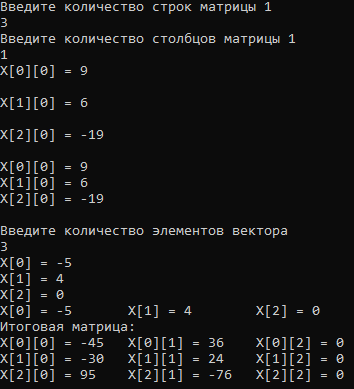 Введите количество строк матрицы 1
3
Введите количество столбцов матрицы 1
1
X[0][0] = 9
X[1][0] = 6
X[2][0] = -19
X[0][0] = 9
X[1][0] = 6
X[2][0] = -19
Введите количество элементов вектора
3
X[0] = -5
X[1] = 4
X[2] = 0
X[0] = -5 X[1] = 4 X[2] = 0
Итоговая матрица:
X[0][0] = -45 X[0][1] = 36 X[0][2] = 0
X[1][0] = -30 X[1][1] = 24 X[1][2] = 0
X[2][0] = 95 X[2][1] = -76 X[2][2] = 0